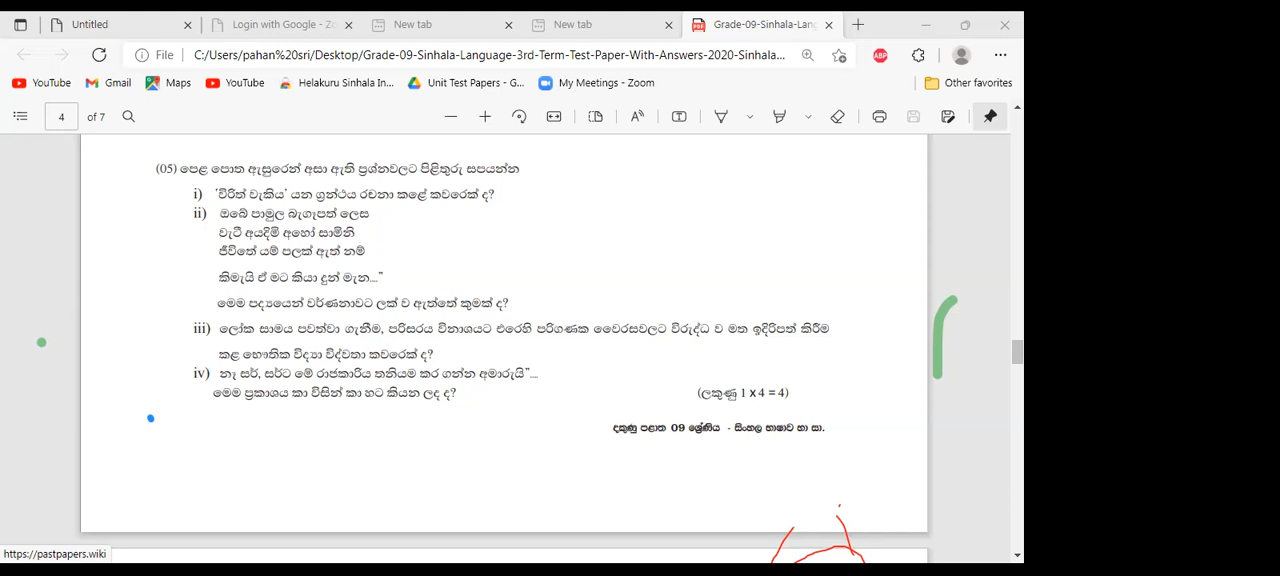 Untitled
Login with Google - Zo
New tab
New tab
Grade-09-Sinhala-Lang
File
C:/Users/pahan%20sri/Desktop/Grade-09-Sinhala-Language-3rd-Term-Test-Paper-With-Answers-2020-Sinhala...
ABP
YouTube
Gmail
Maps
YouTube
Helakuru Sinhala In...
Unit Test Papers - G...
My Meetings - Zoom
Other favorites
4 of 7
(05) පෙළ පොත ඇසුරෙන් අසා ඇති ප්‍රශ්නවලට පිළිතුරු සපයන්න
i) 'විරිත් වැකිය' යන ග්‍රන්ථය රචනා කළේ කවරෙක් ද?
ii) ඔබේ පාමුල බැගෑපත් ලෙස
වැටී අයදිමි අහෝ සාමිනි
ජීවිතේ යම් පලක් ඇත් නම්
කිමැයි ඒ මට කියා දුන් මැන...."
මෙම පද්‍යයෙන් වර්ණනාවට ලක් ව ඇත්තේ කුමක් ද?
iii) ලෝක සාමය පවත්වා ගැනීම, පරිසරය විනාශයට එරෙහි පරිගණක වෛරසවලට විරුද්ධ ව මත ඉදිරිපත් කිරීම
කළ භෞතික විද්‍යා විද්වතා කවරෙක් ද?
iv) නෑ සර්, සර්ට මේ රාජකාරිය තනියම කර ගන්න අමාරුයි"....
මෙම ප්‍රකාශය කා විසින් කා හට කියන ලද ද? (ලකුණු 1 x 4 = 4)
දකුණු පළාත 09 ශ්‍රේණිය - සිංහල භාෂාව හා සා.
https://pastpapers.wiki